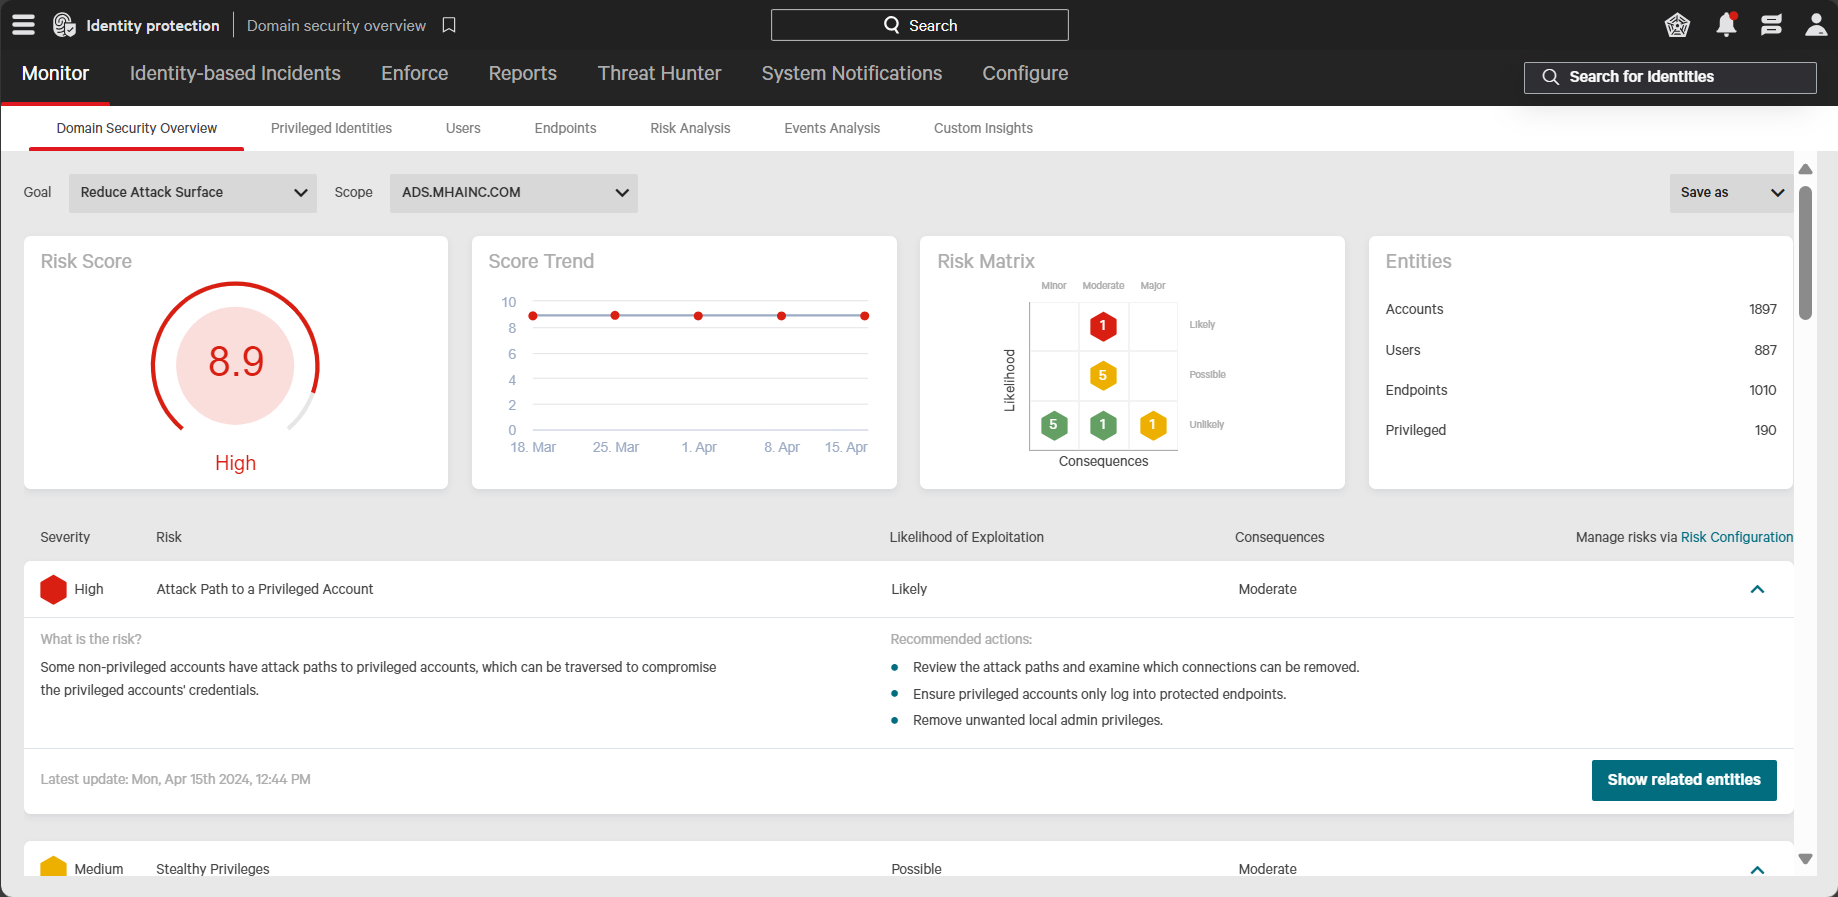 Identity protection
Domain security overview
Search
Monitor
Identity-based Incidents
Enforce
Reports
Threat Hunter
System Notifications
Configure
Search for Identities
Domain Security Overview
Privileged Identities
Users
Endpoints
Risk Analysis
Events Analysis
Custom Insights
Goal
Reduce Attack Surface
Scope
ADS.MHAINC.COM
Save as
Risk Score
8.9
High
Score Trend
10
8
6
4
2
0
18. Mar
25. Mar
1. Apr
8. Apr
15. Apr
Risk Matrix
Minor
Moderate
Major
Likelihood
1
Likely
5
Possible
5
1
1
Unlikely
Consequences
Entities
Accounts
1897
Users
887
Endpoints
1010
Privileged
190
Severity
Risk
Likelihood of Exploitation
Consequences
Manage risks via Risk Configuration
High
Attack Path to a Privileged Account
Likely
Moderate
What is the risk?
Some non-privileged accounts have attack paths to privileged accounts, which can be traversed to compromise
the privileged accounts' credentials.
Recommended actions:
Review the attack paths and examine which connections can be removed.
Ensure privileged accounts only log into protected endpoints.
Remove unwanted local admin privileges.
Latest update: Mon, Apr 15th 2024, 12:44 PM
Show related entities
Medium
Stealthy Privileges
Possible
Moderate